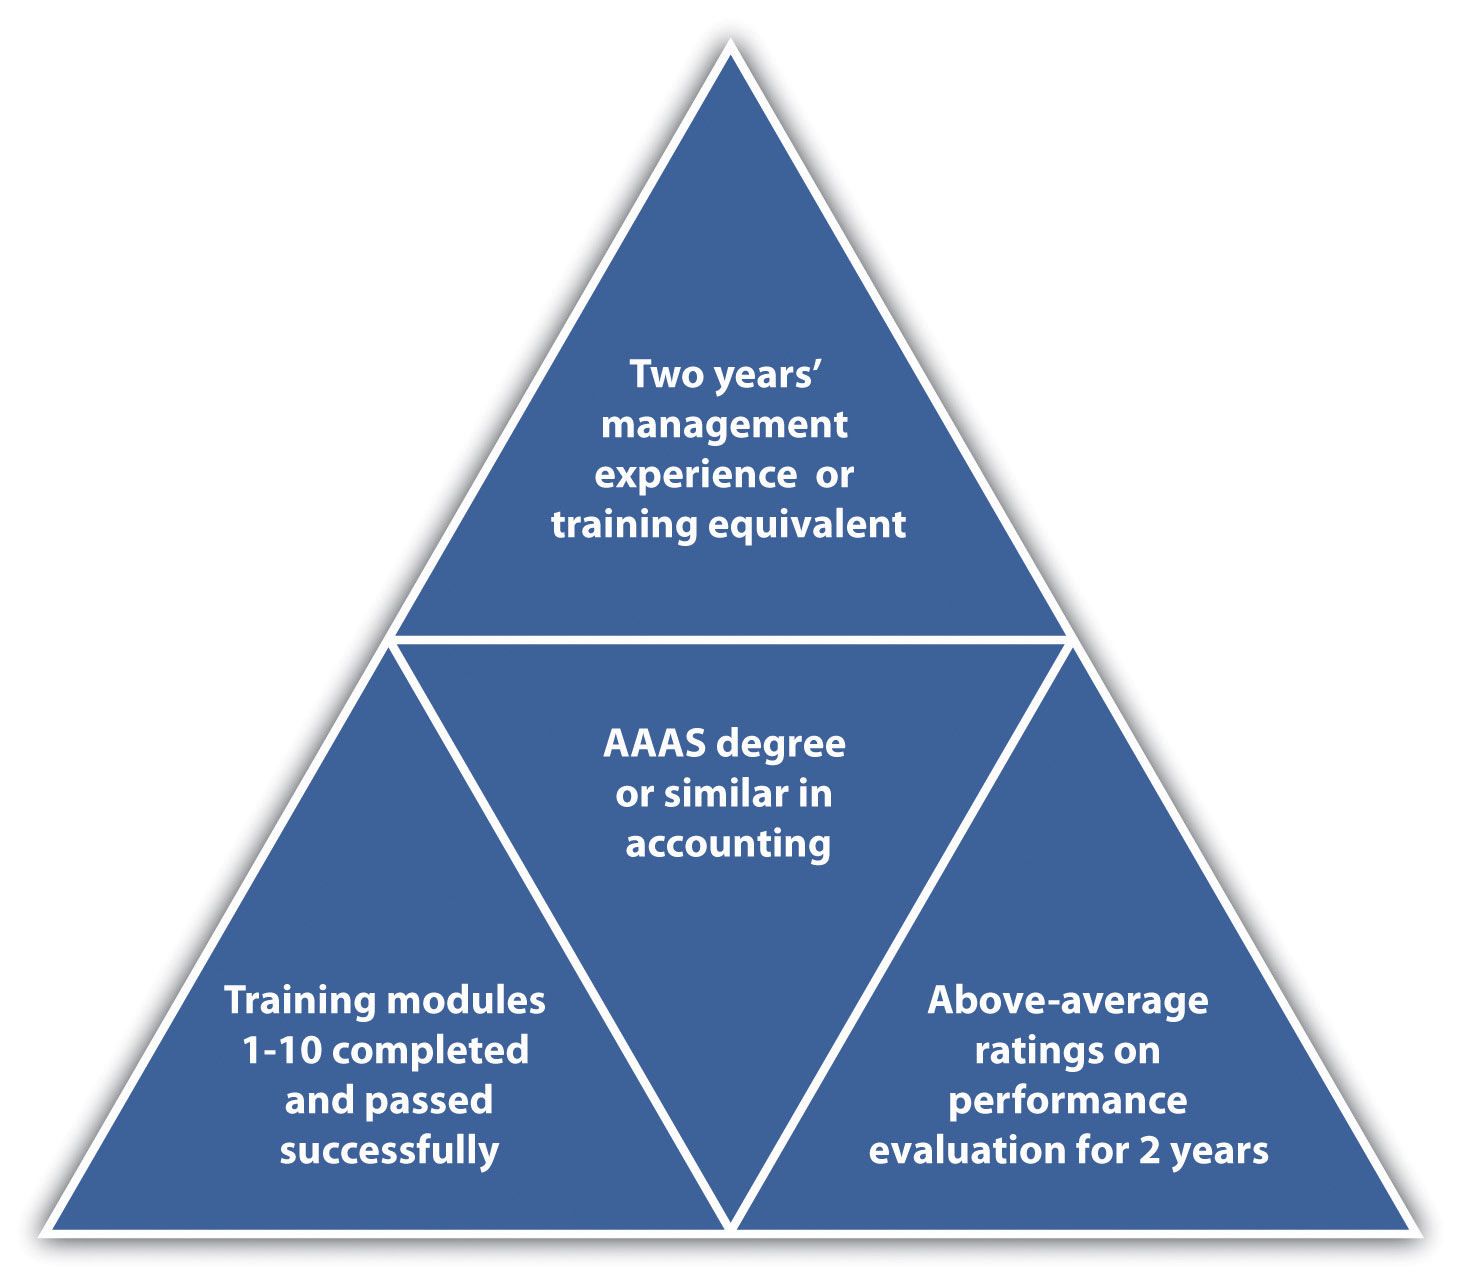 Two years’
management
experience or
training equivalent
AAAS degree
or similar in
accounting
Training modules
1-10 completed
and passed
successfully
Above-average
ratings on
performance
evaluation for 2 years